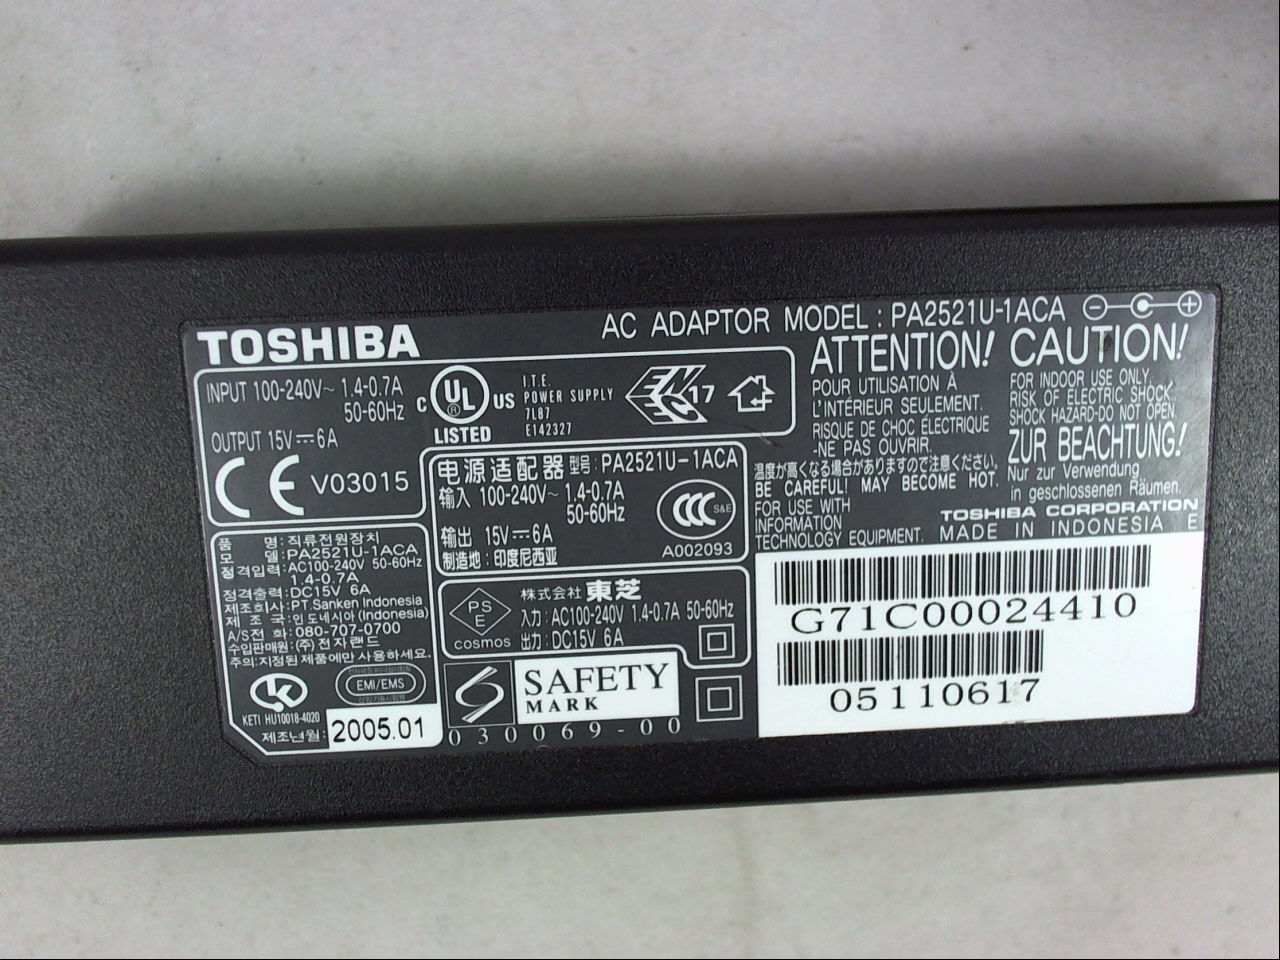 TOSHIBA
AC ADAPTOR MODEL : PA2521U-1ACA
INPUT 100-240V~ 1.4-0.7A
50-60Hz
OUTPUT 15V⎓6A
CE V03015
C UL US
®
LISTED
I.T.E.
POWER SUPPLY
7L87
E142327
17
电源适配器 型号: PA2521U-1ACA
输入 100-240V~ 1.4-0.7A
50-60Hz
输出 15V⎓6A
制造地: 印度尼西亚
CCC S&E
A002093
품 명:직류전원장치
모 델:PA2521U-1ACA
정격입력:AC100-240V 50-60Hz
1.4-0.7A
정격출력:DC15V 6A
제조회사:PT.Sanken Indonesia
제 조 국:인도네시아(Indonesia)
A/S전 화:080-707-0700
수입판매원:(주)전자랜드
주의:지정된 제품에만 사용하세요.
EMI/EMS
KETI HU10018-4020
제조년월: 2005.01
PS
E
cosmos
株式会社 東芝
入力: AC100-240V 1.4-0.7A 50-60Hz
出力: DC15V 6A
SAFETY
MARK
030069-00
ATTENTION!
POUR UTILISATION À
L'INTÉRIEUR SEULEMENT.
RISQUE DE CHOC ÉLECTRIQUE
-NE PAS OUVRIR.
CAUTION!
FOR INDOOR USE ONLY.
RISK OF ELECTRIC SHOCK.
SHOCK HAZARD-DO NOT OPEN.
ZUR BEACHTUNG!
Nur zur Verwendung
in geschlossenen Räumen.
温度が高くなる場合がありますので注意ください。
BE CAREFUL! MAY BECOME HOT.
FOR USE WITH
INFORMATION
TECHNOLOGY EQUIPMENT.
TOSHIBA CORPORATION
MADE IN INDONESIA E
G71C00024410
05110617